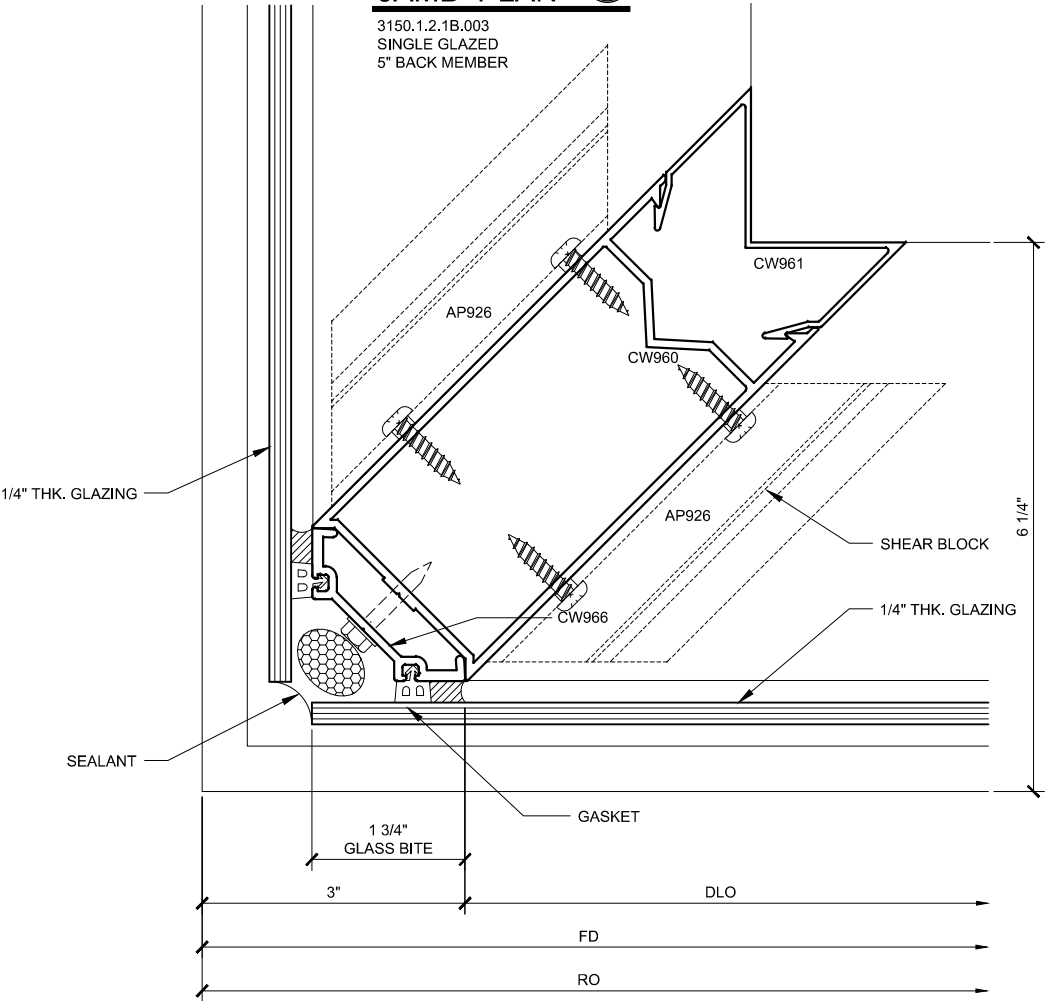 3150.1.2.1B.003
SINGLE GLAZED
5" BACK MEMBER
CW961
AP926
CW960
1/4" THK. GLAZING
AP926
SHEAR BLOCK
6 1/4"
1/4" THK. GLAZING
CW966
SEALANT
GASKET
1 3/4"
GLASS BITE
3"
DLO
FD
RO